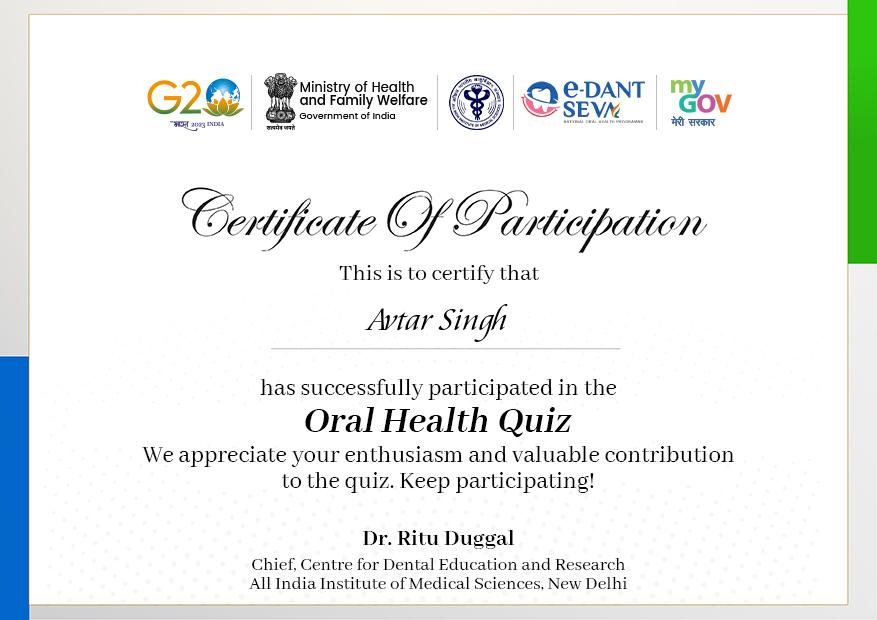 G20
भारत 2023 INDIA
सत्यमेव जयते
Ministry of Health
and Family Welfare
Government of India
e-DANT
SEVA
NATIONAL ORAL HEALTH PROGRAMME
my
GOV
मेरी सरकार
Certificate Of Participation
This is to certify that
Avtar Singh
has successfully participated in the
Oral Health Quiz
We appreciate your enthusiasm and valuable contribution
to the quiz. Keep participating!
Dr. Ritu Duggal
Chief, Centre for Dental Education and Research
All India Institute of Medical Sciences, New Delhi